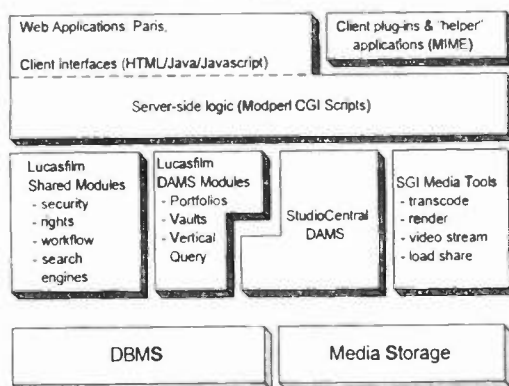 Web Applications Paris,
Client interfaces (HTML/Java/Javascript)
Client plug-ins & "helper"
applications (MIME)
Server-side logic (Modperl CGI Scripts)
Lucasfilm
Shared Modules
- security
- rights
- workflow
- search
engines
Lucasfilm
DAMS Modules
- Portfolios
- Vaults
- Vertical
Query
StudioCentral
DAMS
SGI Media Tools
- transcode
- render
- video stream
- load share
DBMS
Media Storage